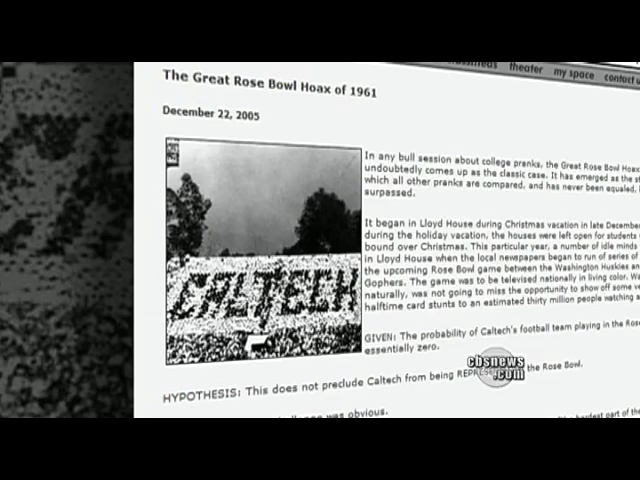 classifieds theater my space contact u
The Great Rose Bowl Hoax of 1961
December 22, 2005
In any bull session about college pranks, the Great Rose Bowl Hoax
undoubtedly comes up as the classic case. It has emerged as the st
which all other pranks are compared, and has never been equaled,
surpassed.
It began in Lloyd House during Christmas vacation in late December
during the holiday vacation, the houses were left open for students
bound over Christmas. This particular year, a number of idle minds
in Lloyd House when the local newspapers began to run of series of
the upcoming Rose Bowl game between the Washington Huskies an
Gophers. The game was to be televised nationally in living color. Wa
naturally, was not going to miss the opportunity to show off some ve
halftime card stunts to an estimated thirty million people watching a
CALTECH
GIVEN: The probability of Caltech's football team playing in the Rose
essentially zero.
cbsnews
.com
HYPOTHESIS: This does not preclude Caltech from being REPRESE the Rose Bowl.
was obvious.
hardest part of the